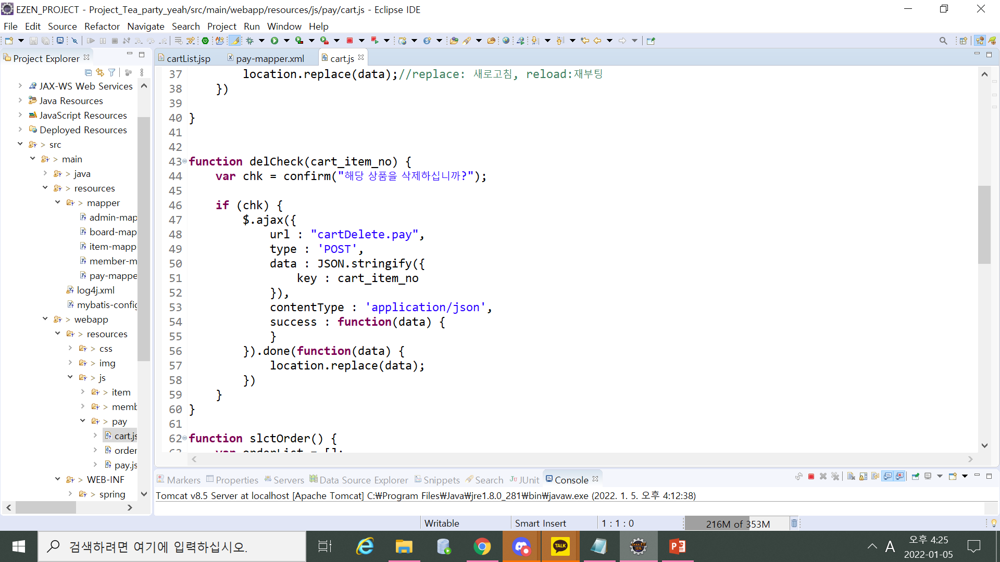 EZEN_PROJECT - Project_Tea_party_yeah/src/main/webapp/resources/js/pay/cart.js - Eclipse IDE
File Edit Source Refactor Navigate Search Project Run Window Help
Project Explorer
JAX-WS Web Services
Java Resources
JavaScript Resources
Deployed Resources
> src
> main
> java
> resources
> mapper
admin-map
board-map
item-mapp
member-m
pay-mappe
log4j.xml
mybatis-config
> webapp
> resources
> css
> img
> js
> item
> memb
> pay
cart.js
order
pay.js
> WEB-INF
> spring
cartList.jsp pay-mapper.xml cart.js
37 location.replace(data);//replace: 새로고침, reload:재부팅
38 })
39
40 }
41
42
43 function delCheck(cart_item_no) {
44 var chk = confirm("해당 상품을 삭제하십니까?");
45
46 if (chk) {
47 $.ajax({
48 url : "cartDelete.pay",
49 type : 'POST',
50 data : JSON.stringify({
51 key : cart_item_no
52 }),
53 contentType : 'application/json',
54 success : function(data) {
55 }
56 }).done(function(data) {
57 location.replace(data);
58 })
59 }
60 }
61
62 function slctOrder() {
63 var orderList = [];
Markers Properties Servers Data Source Explorer Snippets Search JUnit Console
Tomcat v8.5 Server at localhost [Apache Tomcat] C:₩Program Files₩Java₩jre1.8.0_281₩bin₩javaw.exe (2022. 1. 5. 오후 4:12:38)
Writable Smart Insert 1 : 1 : 0 216M of 353M
검색하려면 여기에 입력하십시오.
TALK
Java EE IDE
A
오후 4:25
2022-01-05